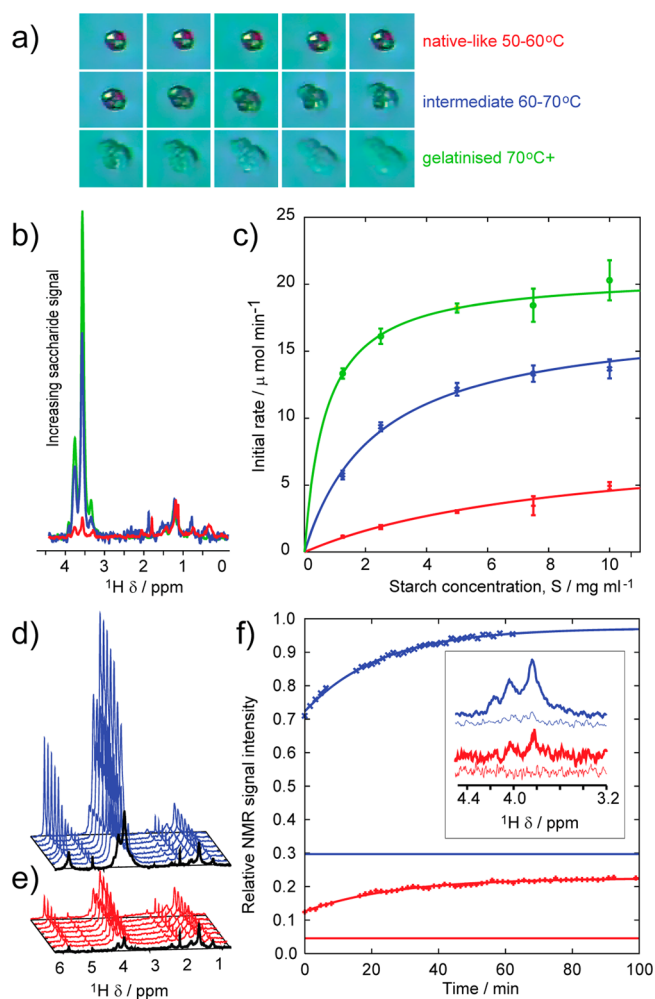 a)
native-like 50-60°C
intermediate 60-70°C
gelatinised 70°C+
b)
Increasing saccharide signal
4 3 2 1 0
¹H δ / ppm
c)
Initial rate / μ mol min⁻¹
25
20
15
10
5
0
0 2 4 6 8 10
Starch concentration, S / mg ml⁻¹
d)
e)
6 5 4 3 2 1
¹H δ / ppm
f)
Relative NMR signal intensity
1.0
0.9
0.8
0.7
0.6
0.5
0.4
0.3
0.2
0.1
0.0
4.4 4.0 3.2
¹H δ / ppm
0 20 40 60 80 100
Time / min